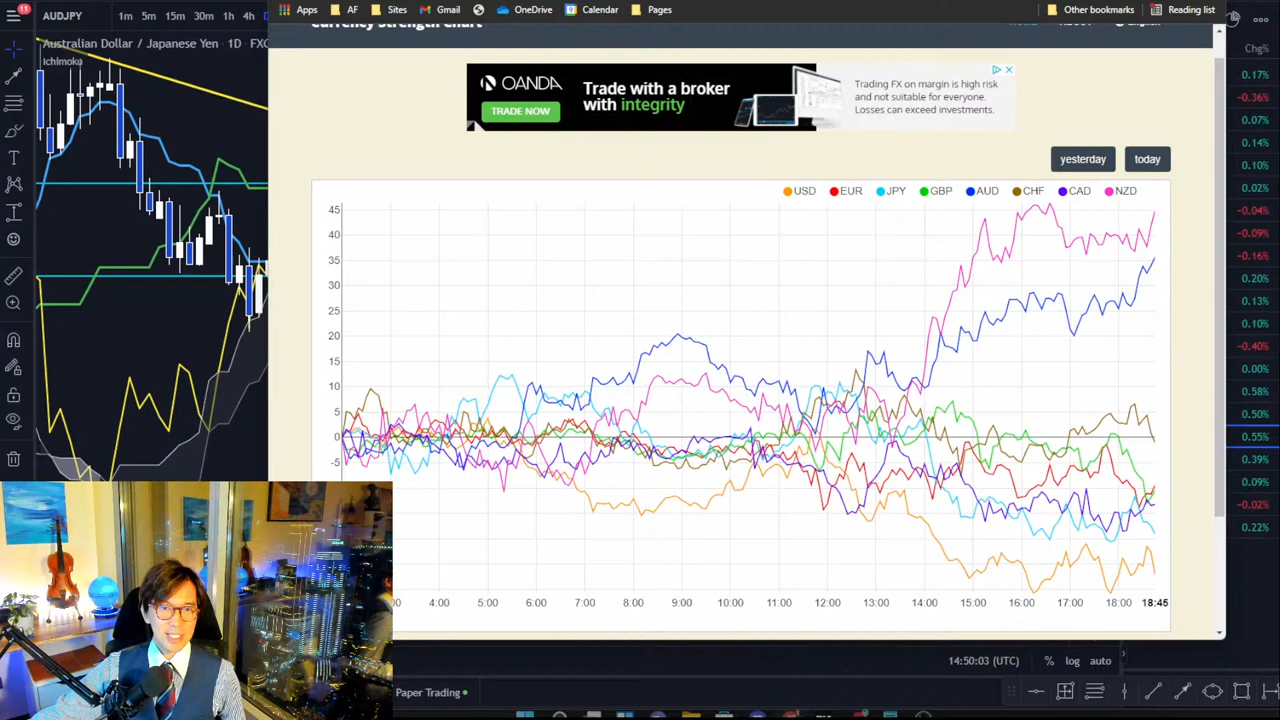 11
AUDJPY
1m 5m 15m 30m 1h 4h
Apps AF Sites Gmail OneDrive Calendar Pages Other bookmarks Reading list
Currency Strength Chart
Australian Dollar / Japanese Yen · 1D · FXC
Ichimoku
OANDA
TRADE NOW
Trade with a broker
with integrity
Trading FX on margin is high risk
and not suitable for everyone.
Losses can exceed investments.
yesterday today
USD EUR JPY GBP AUD CHF CAD NZD
45
40
35
30
25
20
15
10
5
0
-5
4:00 5:00 6:00 7:00 8:00 9:00 10:00 11:00 12:00 13:00 14:00 15:00 16:00 17:00 18:00 18:45
Chg%
0.17%
-0.36%
0.07%
0.14%
0.10%
0.02%
-0.04%
-0.09%
-0.16%
0.20%
0.13%
0.10%
-0.40%
0.00%
0.58%
0.50%
0.55%
0.39%
0.09%
-0.02%
0.22%
14:50:03 (UTC) % log auto
Paper Trading